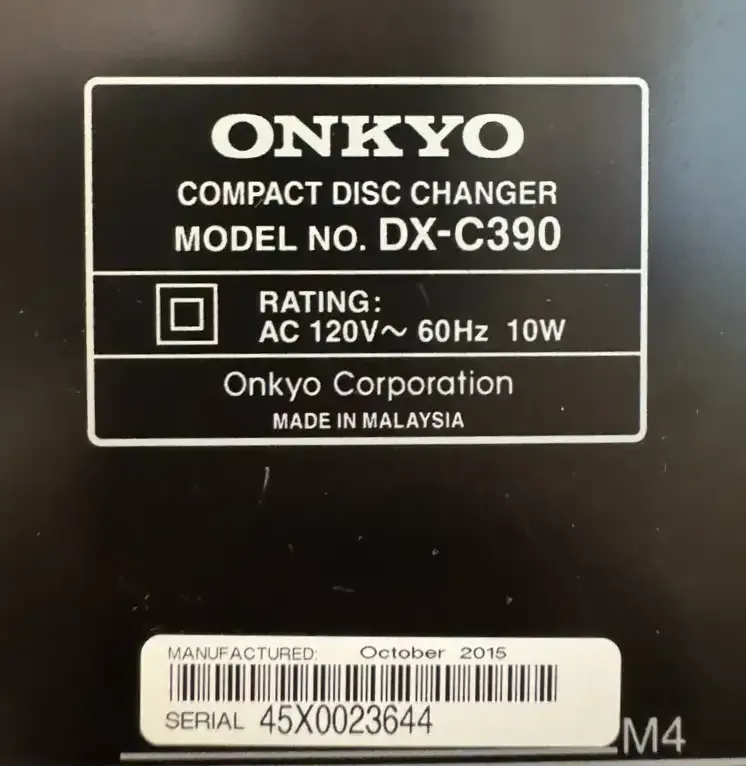 ONKYO
COMPACT DISC CHANGER
MODEL NO. DX-C390
RATING:
AC 120V~ 60Hz 10W
Onkyo Corporation
MADE IN MALAYSIA
MANUFACTURED: October 2015
SERIAL 45X0023644
M4